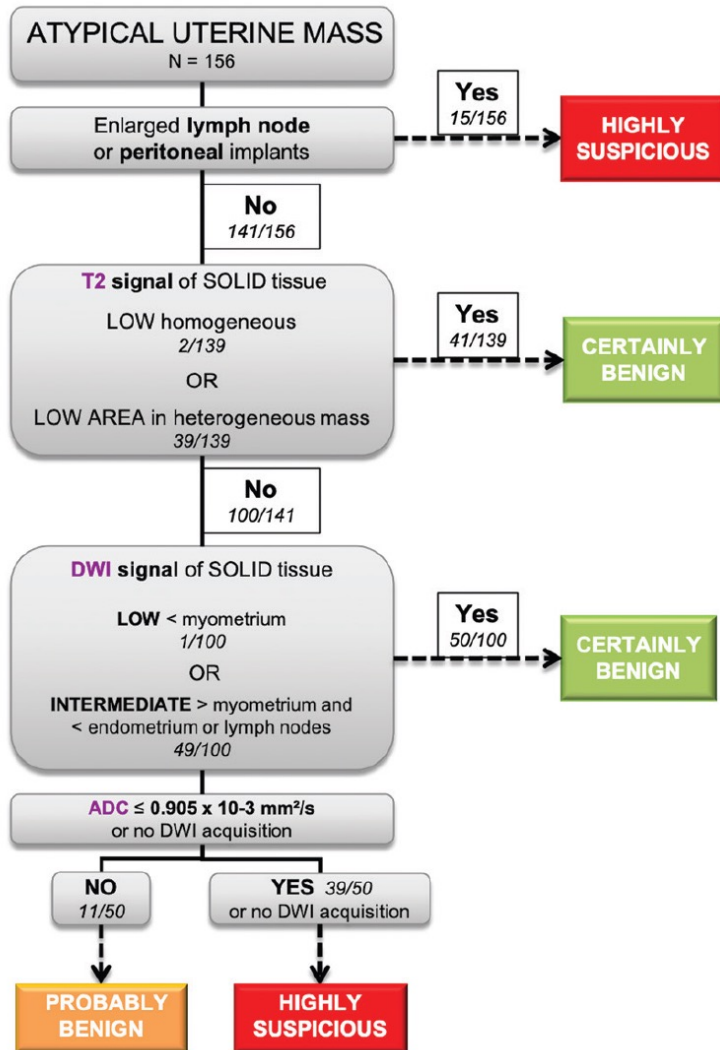 ATYPICAL UTERINE MASS
N = 156
Enlarged lymph node
or peritoneal implants
Yes
15/156
HIGHLY
SUSPICIOUS
No
141/156
T2 signal of SOLID tissue
LOW homogeneous
2/139
OR
LOW AREA in heterogeneous mass
39/139
Yes
41/139
CERTAINLY
BENIGN
No
100/141
DWI signal of SOLID tissue
LOW < myometrium
1/100
OR
INTERMEDIATE > myometrium and
< endometrium or lymph nodes
49/100
Yes
50/100
CERTAINLY
BENIGN
ADC ≤ 0.905 x 10-3 mm²/s
or no DWI acquisition
NO
11/50
YES 39/50
or no DWI acquisition
PROBABLY
BENIGN
HIGHLY
SUSPICIOUS